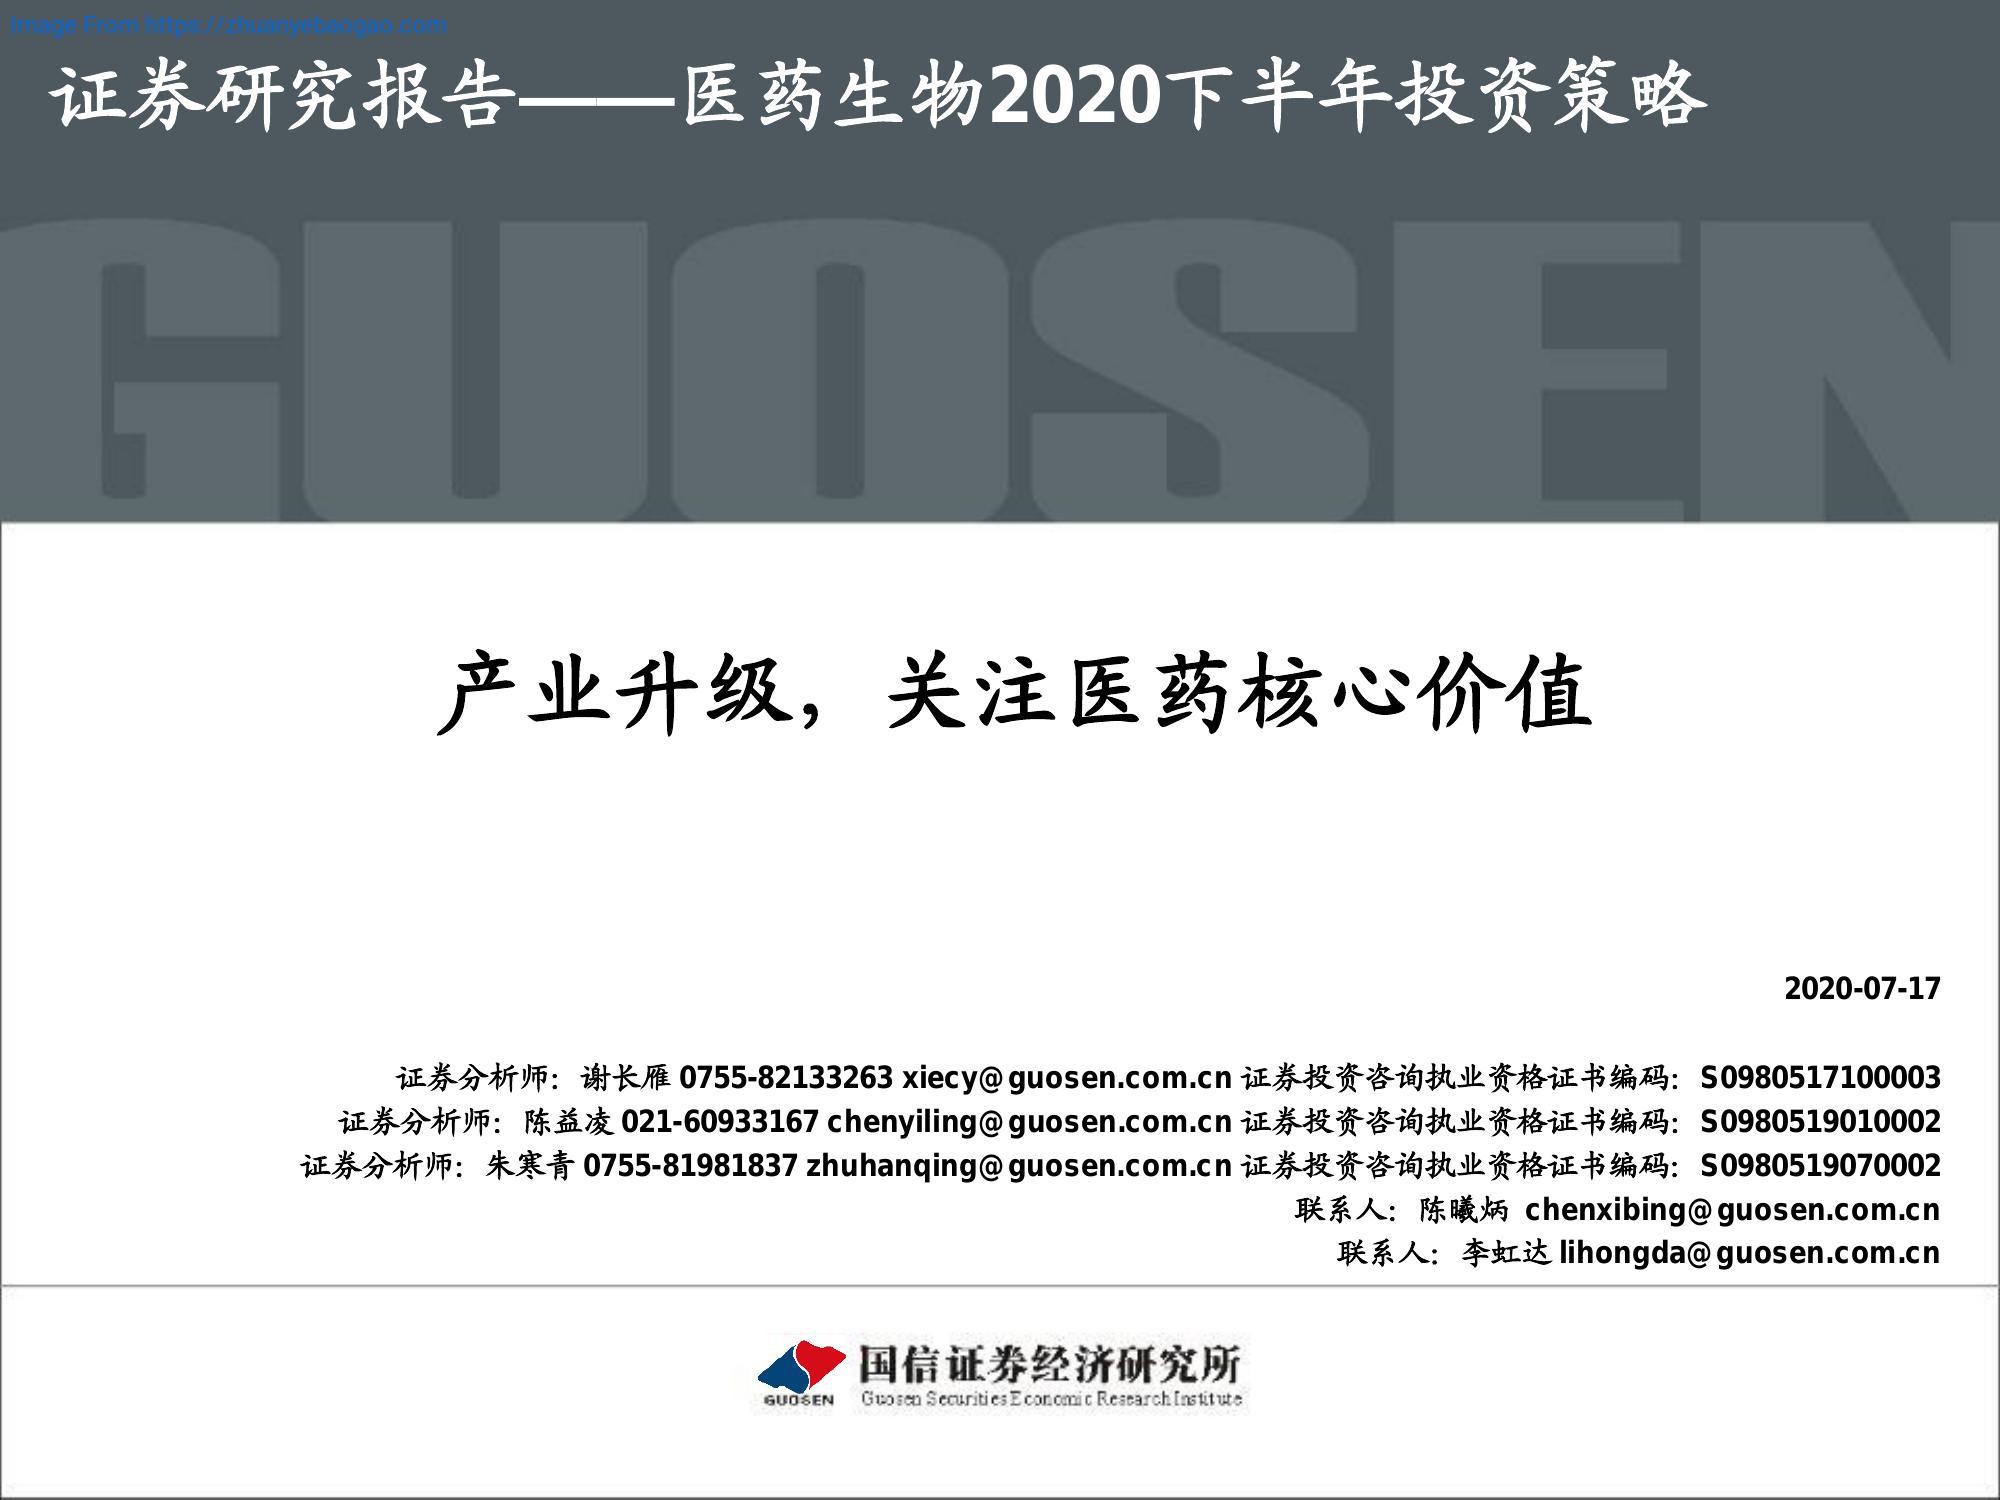 Image From https://zhuanyebaogao.com
证券研究报告——医药生物2020下半年投资策略
GUOSEN
产业升级，关注医药核心价值
2020-07-17
证券分析师：谢长雁 0755-82133263 xiecy@guosen.com.cn 证券投资咨询执业资格证书编码：S0980517100003
证券分析师：陈益凌 021-60933167 chenyiling@guosen.com.cn 证券投资咨询执业资格证书编码：S0980519010002
证券分析师：朱寒青 0755-81981837 zhuhanqing@guosen.com.cn 证券投资咨询执业资格证书编码：S0980519070002
联系人：陈曦炳 chenxibing@guosen.com.cn
联系人：李虹达 lihongda@guosen.com.cn
国信证券经济研究所
GUOSEN Guosen Securities Economic Research Institute